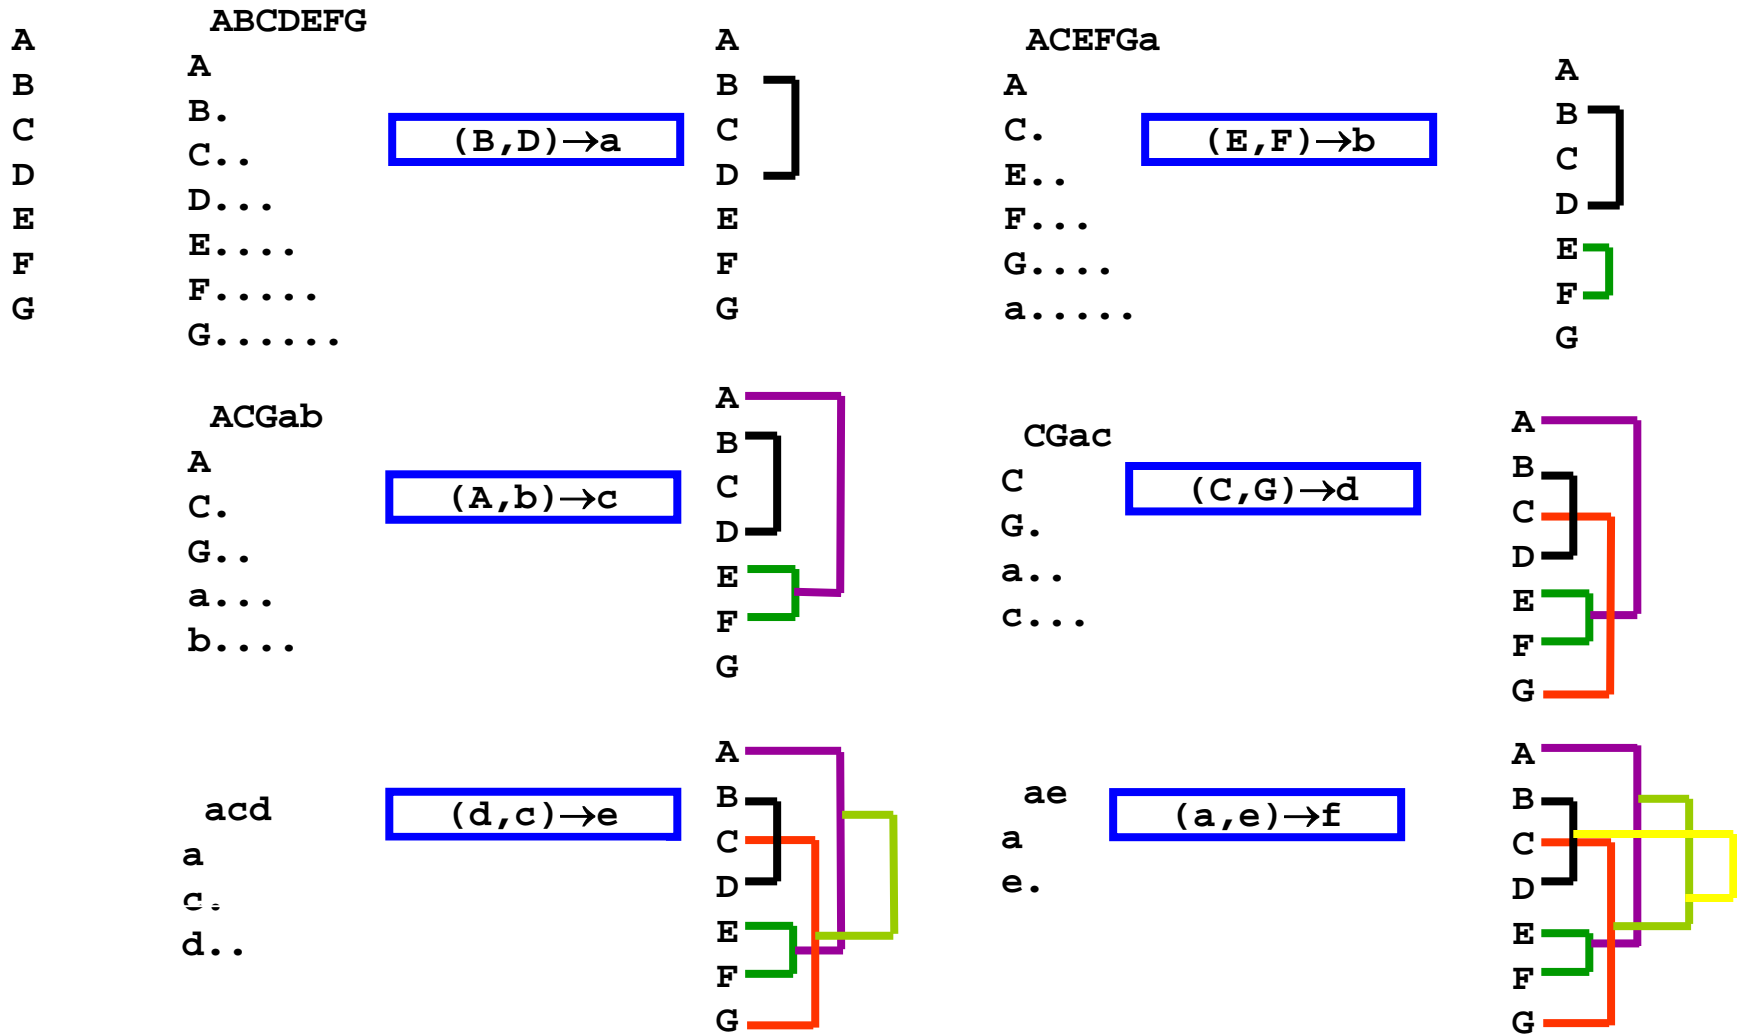 A
B
C
D
E
F
G
ABCDEFG
A
B.
C..
D...
E....
F.....
G......
(B,D)→a
A
B
C
D
E
F
G
ACEFGa
A
C.
E..
F...
G....
a.....
(E,F)→b
A
B
C
D
E
F
G
ACGab
A
C.
G..
a...
b....
(A,b)→c
A
B
C
D
E
F
G
CGac
C
G.
a..
c...
(C,G)→d
A
B
C
D
E
F
G
acd
a
c.
d..
(d,c)→e
A
B
C
D
E
F
G
ae
a
e.
(a,e)→f
A
B
C
D
E
F
G